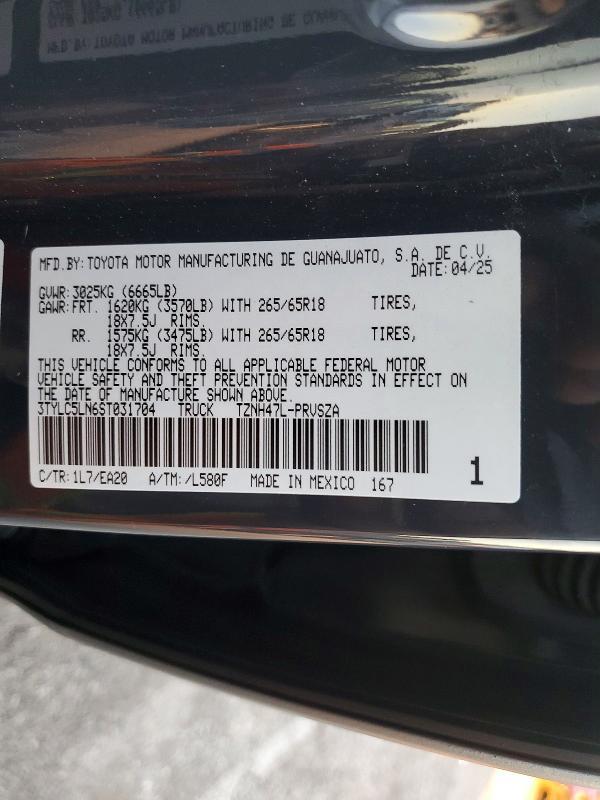 MFD. BY: TOYOTA MOTOR MANUFACTURING DE GUANAJUATO, S.A. DE C.V.
DATE: 04/25
GVWR: 3025KG (6665LB)
GAWR: FRT. 1620KG (3570LB) WITH 265/65R18 TIRES,
18X7.5J RIMS.
RR. 1575KG (3475LB) WITH 265/65R18 TIRES,
18X7.5J RIMS.
THIS VEHICLE CONFORMS TO ALL APPLICABLE FEDERAL MOTOR
VEHICLE SAFETY AND THEFT PREVENTION STANDARDS IN EFFECT ON
THE DATE OF MANUFACTURE SHOWN ABOVE.
3TYLC5LN6ST031704 TRUCK TZNH47L-PRVSZA
C/TR: 1L7/EA20 A/TM: /L580F MADE IN MEXICO 167 1